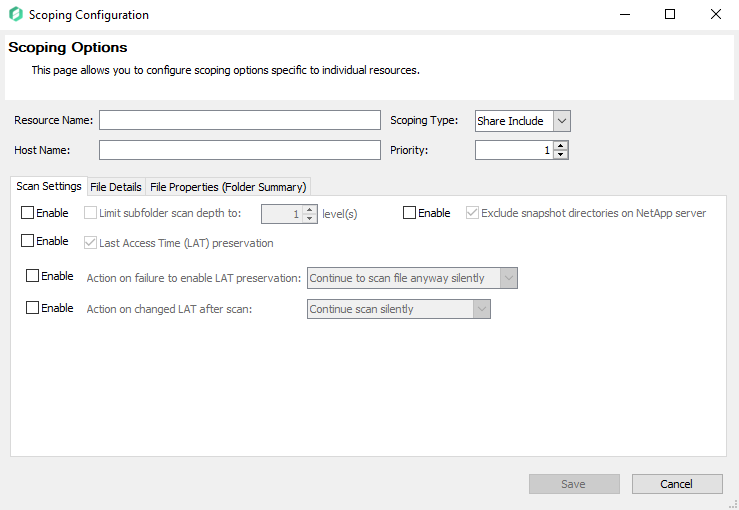 Scoping Configuration
Scoping Options
This page allows you to configure scoping options specific to individual resources.
Resource Name: Scoping Type: Share Include
Host Name: Priority: 1
Scan Settings File Details File Properties (Folder Summary)
Enable Limit subfolder scan depth to: 1 level(s) Enable Exclude snapshot directories on NetApp server
Enable Last Access Time (LAT) preservation
Enable Action on failure to enable LAT preservation: Continue to scan file anyway silently
Enable Action on changed LAT after scan: Continue scan silently
Save Cancel